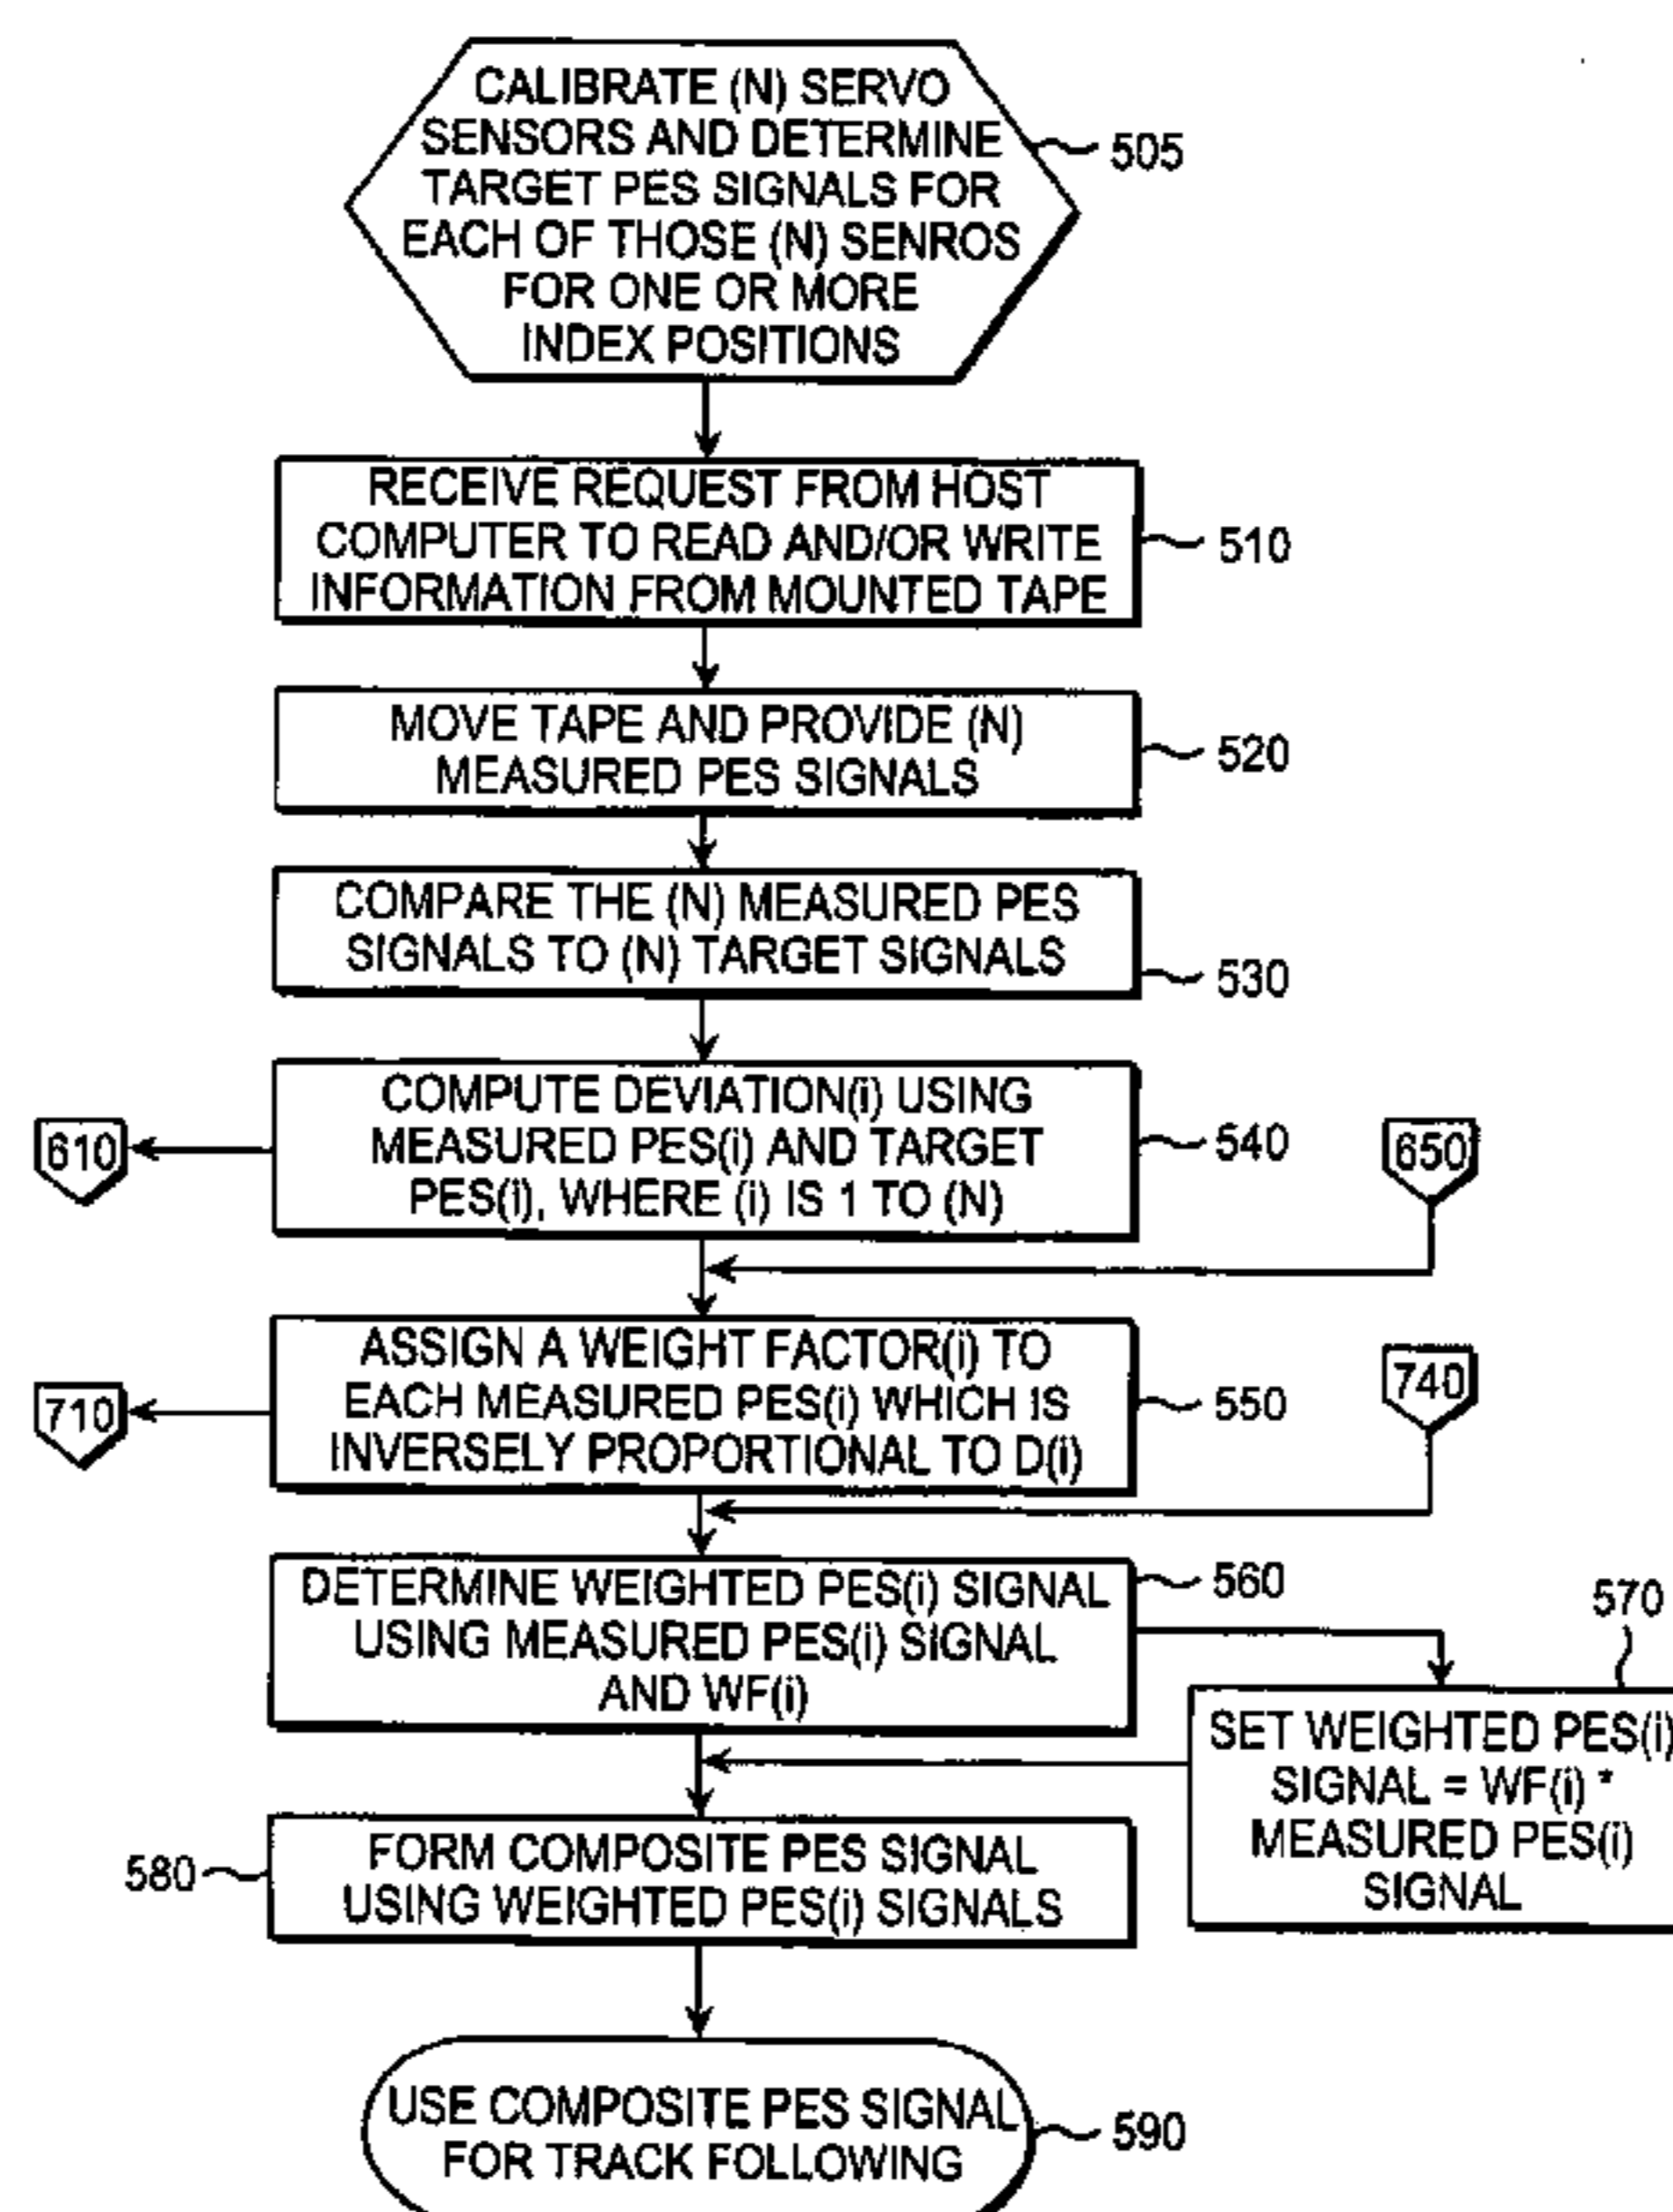 CALIBRATE (N) SERVO
SENSORS AND DETERMINE
TARGET PES SIGNALS FOR
EACH OF THOSE (N) SENROS
FOR ONE OR MORE
INDEX POSITIONS
505
RECEIVE REQUEST FROM HOST
COMPUTER TO READ AND/OR WRITE
INFORMATION FROM MOUNTED TAPE
510
MOVE TAPE AND PROVIDE (N)
MEASURED PES SIGNALS
520
COMPARE THE (N) MEASURED PES
SIGNALS TO (N) TARGET SIGNALS
530
COMPUTE DEVIATION(i) USING
MEASURED PES(i) AND TARGET
PES(i), WHERE (i) IS 1 TO (N)
540
610
650
ASSIGN A WEIGHT FACTOR(i) TO
EACH MEASURED PES(i) WHICH IS
INVERSELY PROPORTIONAL TO D(i)
550
710
740
DETERMINE WEIGHTED PES(i) SIGNAL
USING MEASURED PES(i) SIGNAL
AND WF(i)
560
570
SET WEIGHTED PES(i)
SIGNAL = WF(i) *
MEASURED PES(i)
SIGNAL
FORM COMPOSITE PES SIGNAL
USING WEIGHTED PES(i) SIGNALS
580
USE COMPOSITE PES SIGNAL
FOR TRACK FOLLOWING
590